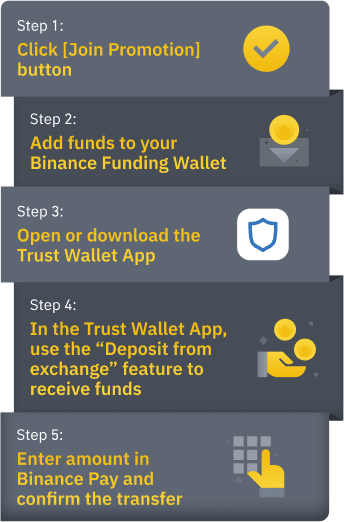 Step 1:
Click [Join Promotion]
button
Step 2:
Add funds to your
Binance Funding Wallet
Step 3:
Open or download the
Trust Wallet App
Step 4:
In the Trust Wallet App,
use the “Deposit from
exchange” feature to
receive funds
Step 5:
Enter amount in
Binance Pay and
confirm the transfer